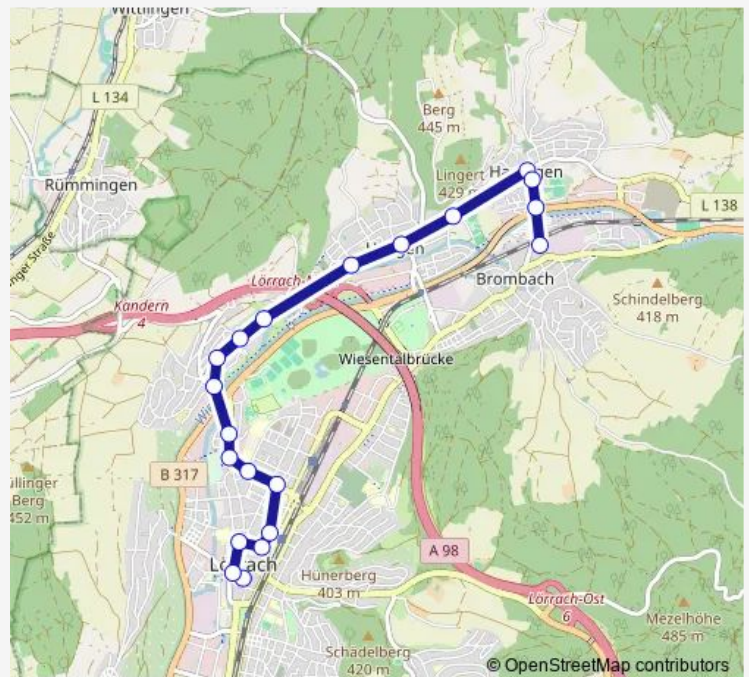 Wittlingen
L 134
Berg
445 m
Rümmingen
Lingert
429 m
L 138
Kandern
4
Brombach
Schindelberg
418 m
Wiesentalbrücke
B 317
Berg
452 m
A 98
Lörrach
Hünerberg
403 m
Lörrach-Ost
6
Mezelhöhe
485 m
Schädelberg
420 m
© OpenStreetMap contributors